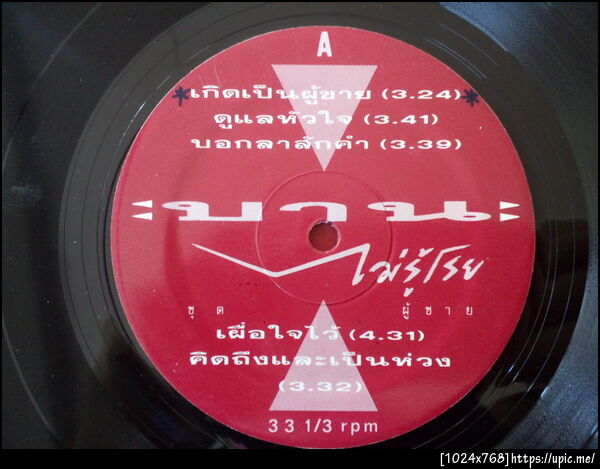 A
*เกิดเป็นผู้ชาย (3.24)*
ดูแลหัวใจ (3.41)
บอกลาสักคำ (3.39)
บาน
ไม่รู้โรย
ชุด ผู้ชาย
เผื่อใจไว้ (4.31)
คิดถึงและเป็นห่วง
(3.32)
33 1/3 rpm
[1024x768]https://upic.me/